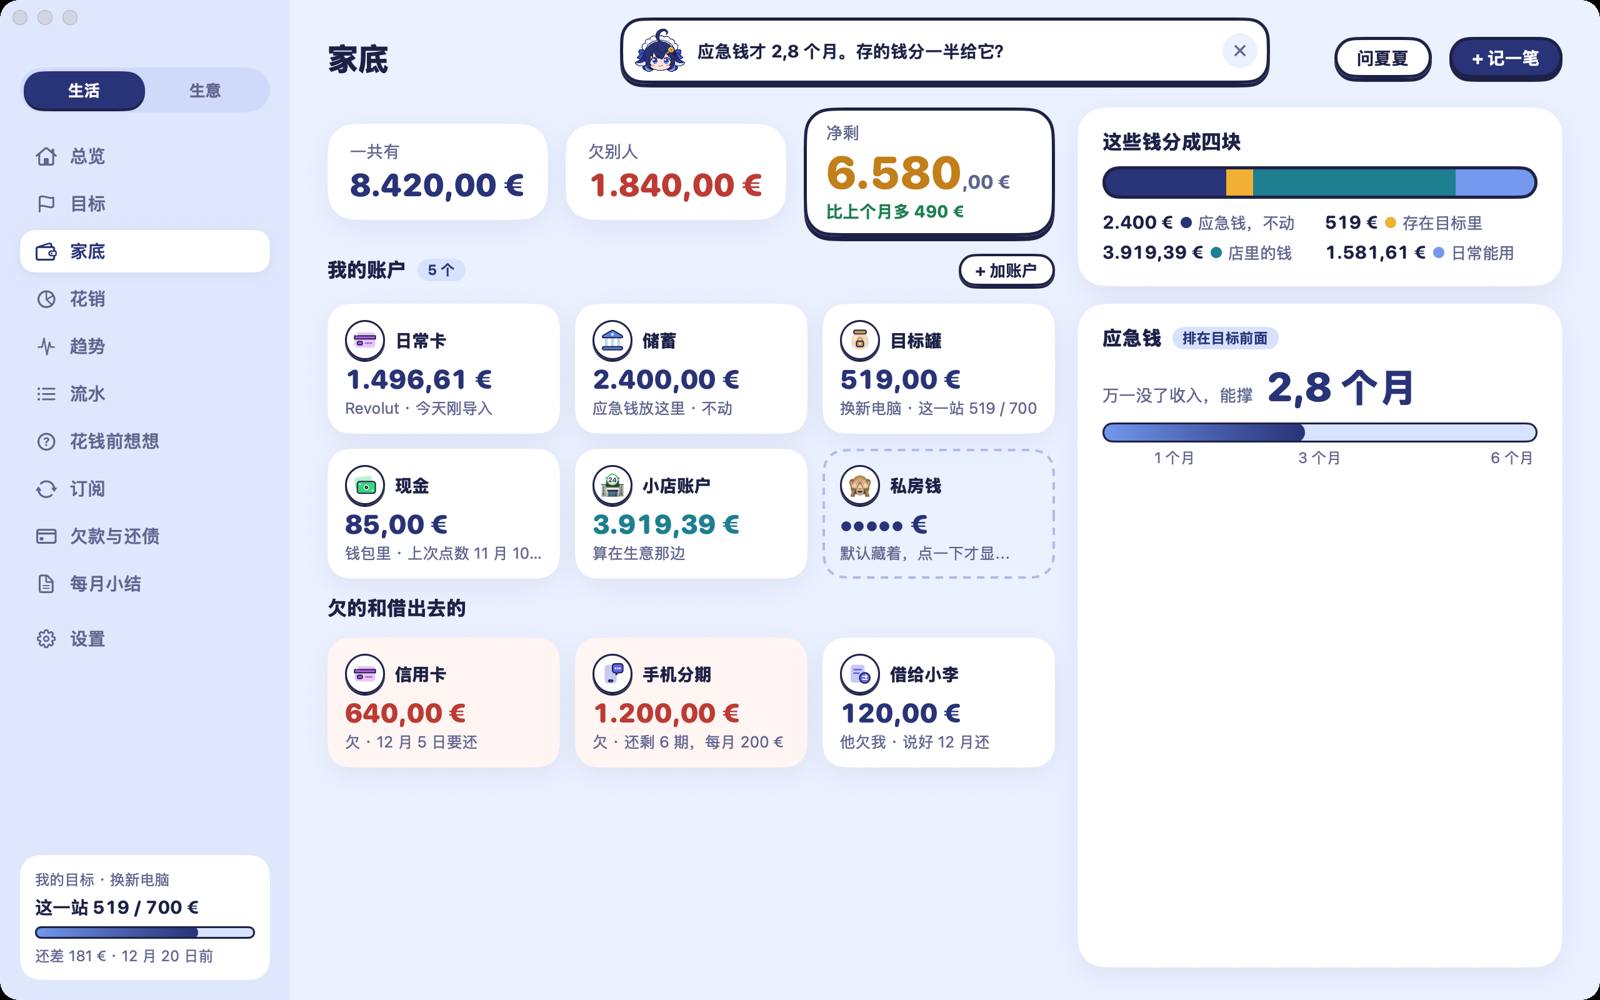 生活
生意
总览
目标
家底
花销
趋势
流水
花钱前想想
订阅
欠款与还债
每月小结
设置
我的目标 · 换新电脑
这一站 519 / 700 €
还差 181 € · 12 月 20 日前
家底
应急钱才 2,8 个月。存的钱分一半给它?
问夏夏
+ 记一笔
一共有
8.420,00 €
欠别人
1.840,00 €
净剩
6.580,00 €
比上个月多 490 €
我的账户
5 个
+ 加账户
日常卡
1.496,61 €
Revolut · 今天刚导入
储蓄
2.400,00 €
应急钱放这里 · 不动
目标罐
519,00 €
换新电脑 · 这一站 519 / 700
现金
85,00 €
钱包里 · 上次点数 11 月 10...
24
小店账户
3.919,39 €
算在生意那边
私房钱
••••• €
默认藏着，点一下才显...
欠的和借出去的
信用卡
640,00 €
欠 · 12 月 5 日要还
手机分期
1.200,00 €
欠 · 还剩 6 期，每月 200 €
借给小李
120,00 €
他欠我 · 说好 12 月还
这些钱分成四块
2.400 € 应急钱，不动
519 € 存在目标里
3.919,39 € 店里的钱
1.581,61 € 日常能用
应急钱
排在目标前面
万一没了收入，能撑 2,8 个月
1 个月
3 个月
6 个月